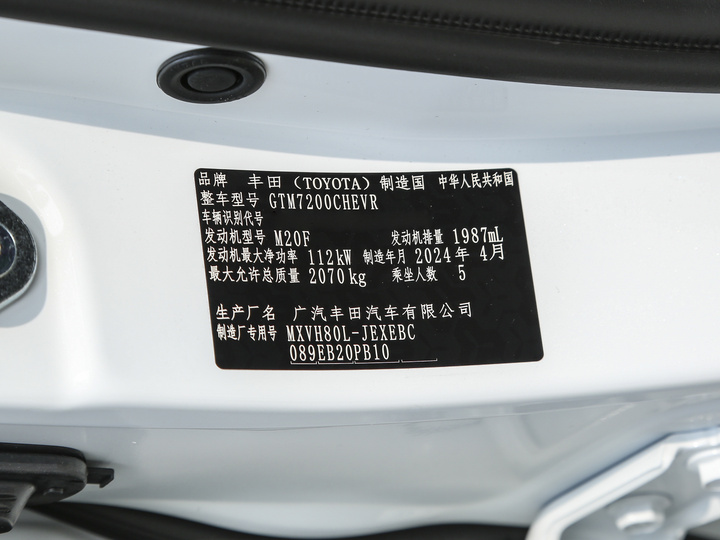 品牌 丰田（TOYOTA）制造国 中华人民共和国
整车型号 GTM7200CHEVR
车辆识别代号
发动机型号 M20F 发动机排量 1987mL
发动机最大净功率 112kW 制造年月 2024年 4月
最大允许总质量 2070kg 乘坐人数 5
生产厂名 广汽丰田汽车有限公司
制造厂专用号 MXVH80L-JEXEBC
089EB20PB10